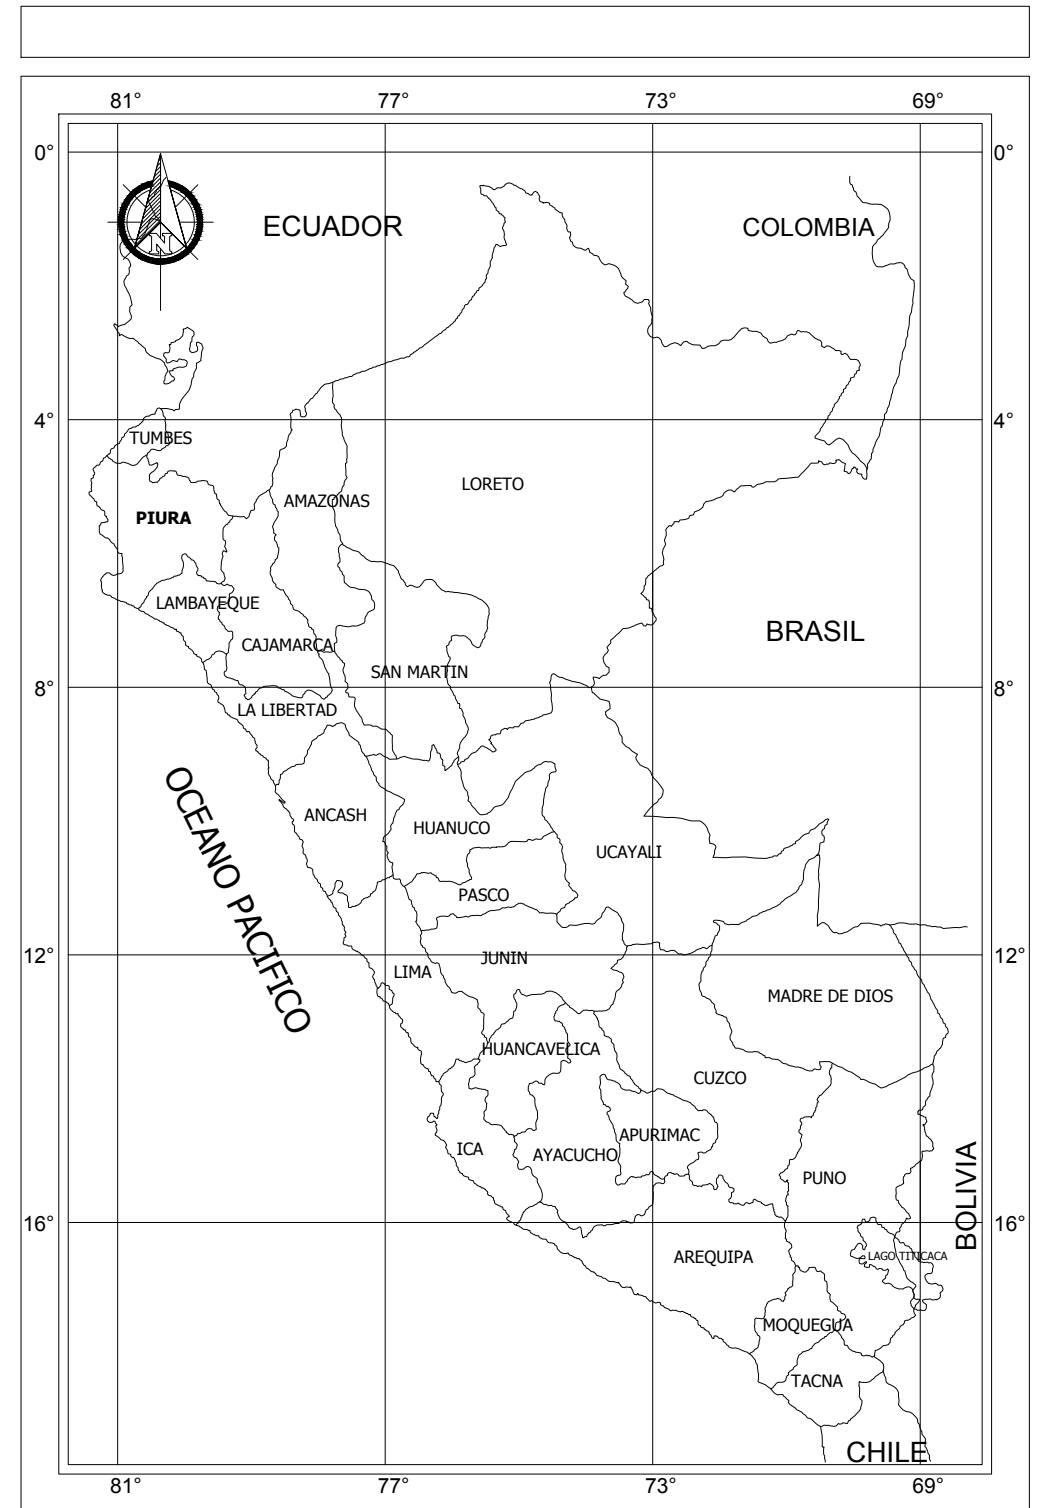 81° 77° 73° 69°
0° 0°
N
ECUADOR COLOMBIA
4° 4°
TUMBES
LORETO
AMAZONAS
PIURA
LAMBAYEQUE
BRASIL
CAJAMARCA
SAN MARTIN
8° 8°
LA LIBERTAD
ANCASH
HUANUCO
UCAYALI
OCEANO PACIFICO
PASCO
12° 12°
JUNIN
LIMA
MADRE DE DIOS
HUANCAVELICA
CUZCO
APURIMAC
ICA
AYACUCHO
PUNO
BOLIVIA
16° 16°
AREQUIPA
LAGO TITICACA
MOQUEGUA
TACNA
CHILE
81° 77° 73° 69°